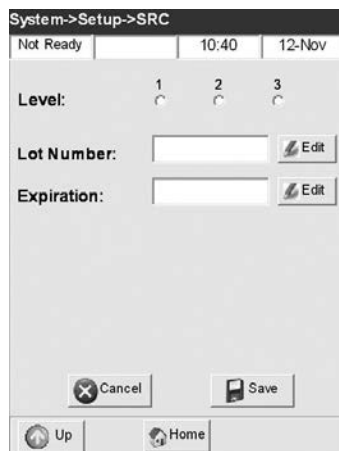 System->Setup->SRC
Not Ready 10:40 12-Nov
1 2 3
Level:
Lot Number: Edit
Expiration: Edit
Cancel Save
Up Home